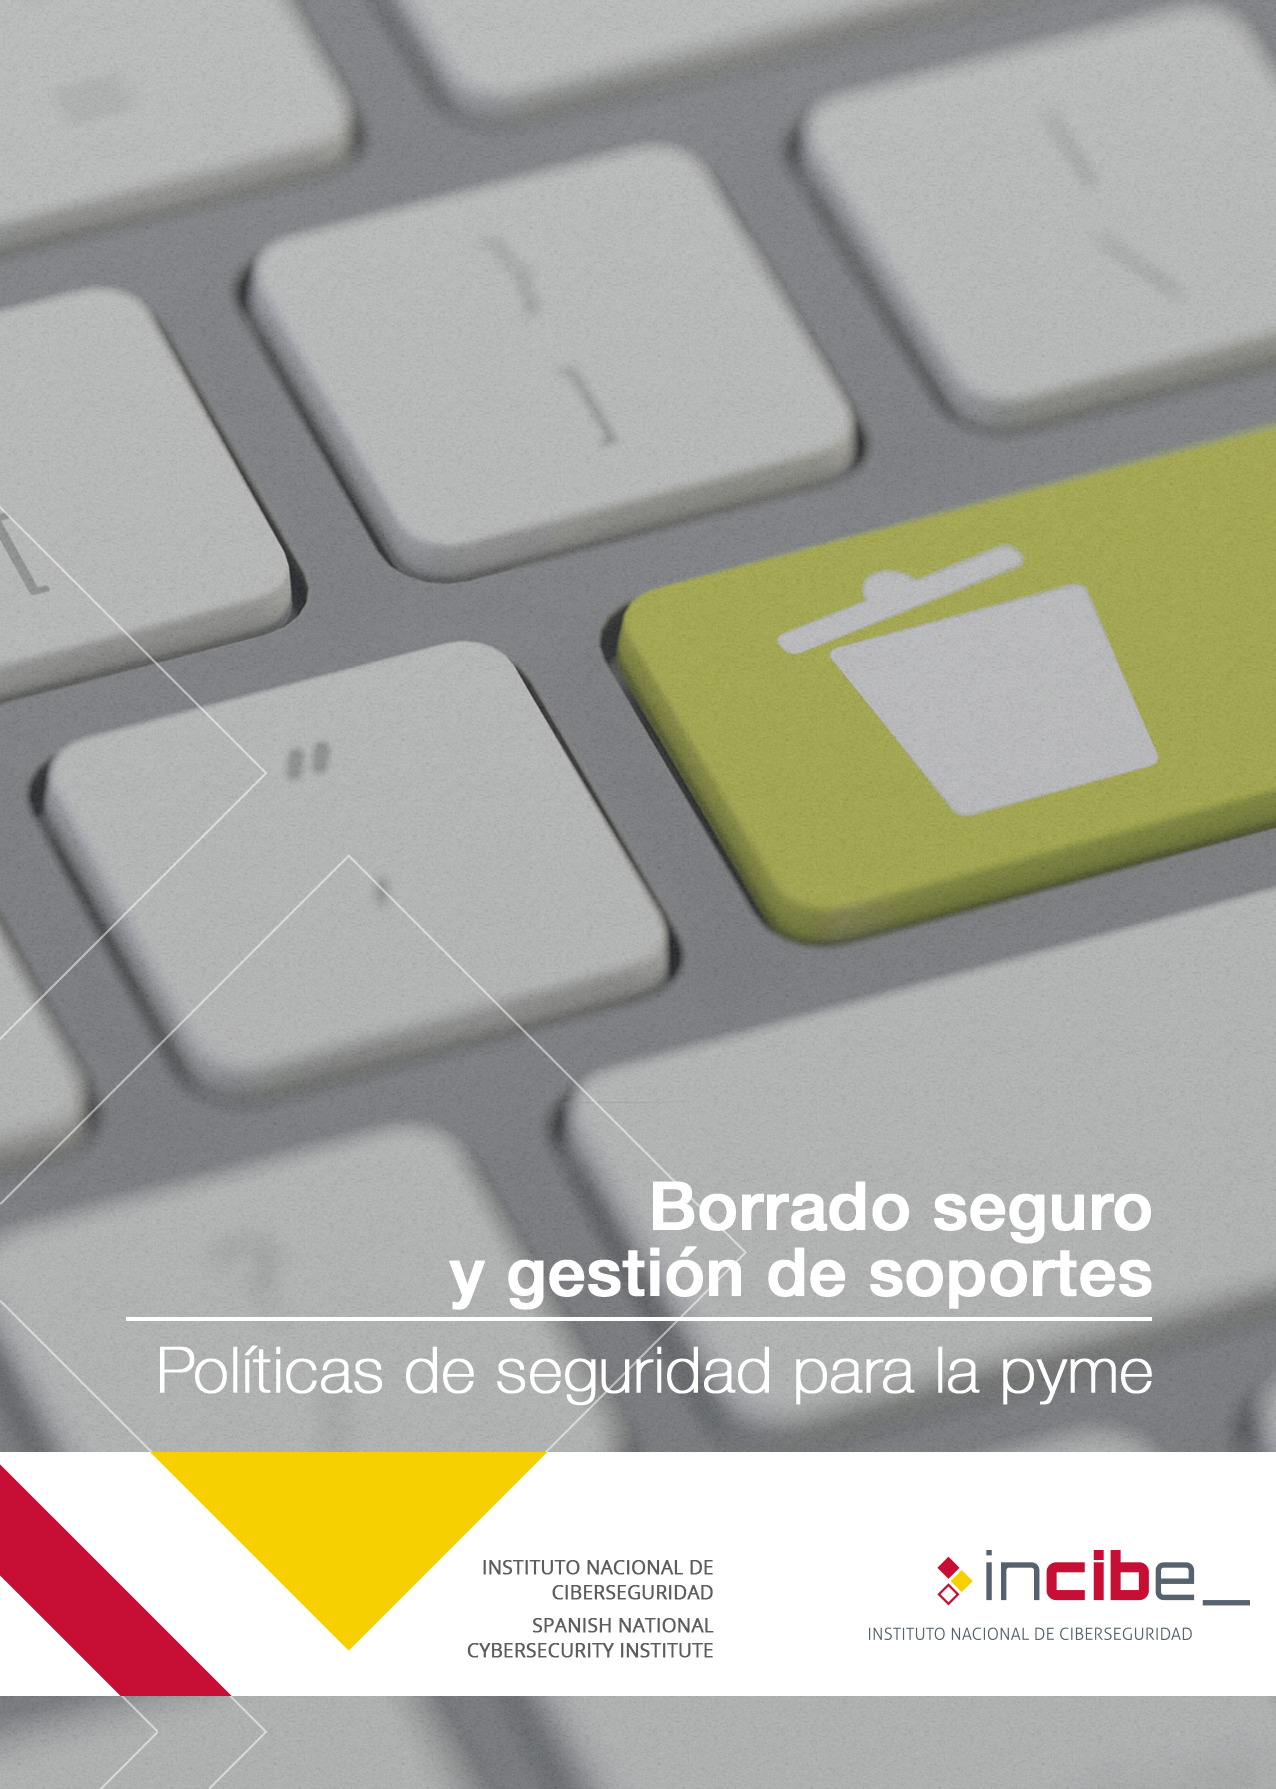 Borrado seguro
y gestión de soportes
Políticas de seguridad para la pyme
INSTITUTO NACIONAL DE
CIBERSEGURIDAD
SPANISH NATIONAL
CYBERSECURITY INSTITUTE
incibe_
INSTITUTO NACIONAL DE CIBERSEGURIDAD